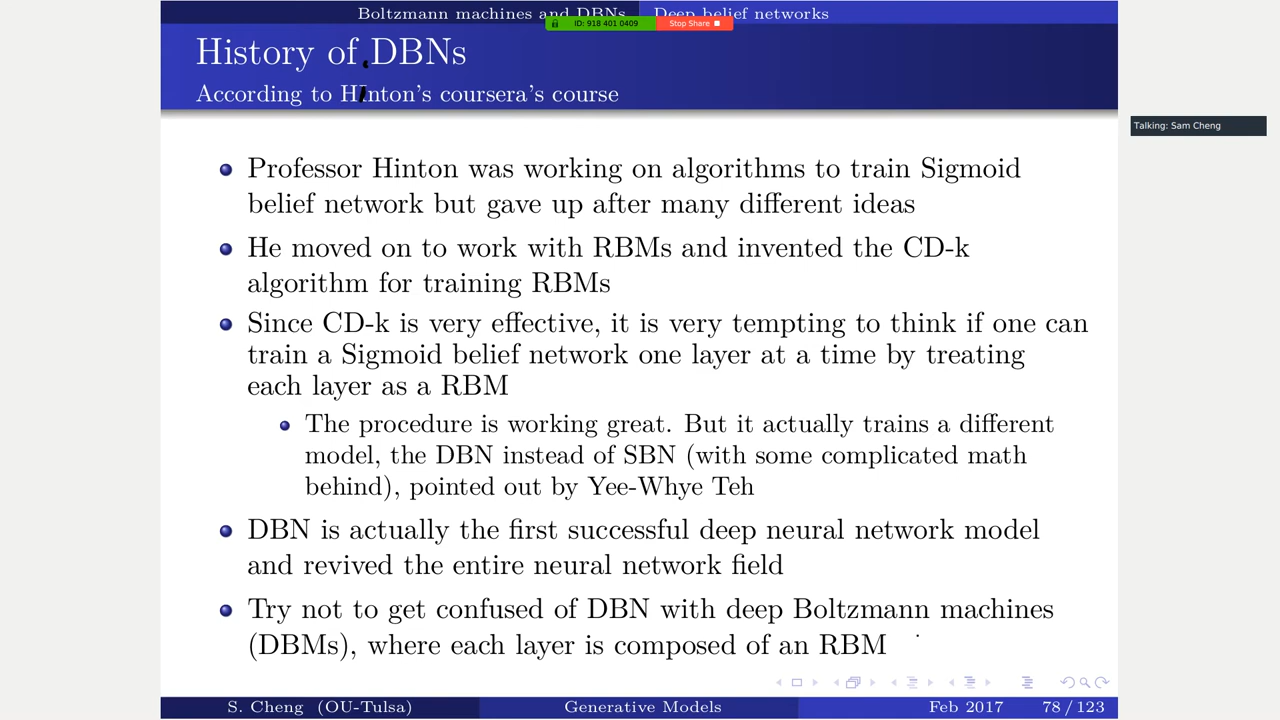 Boltzmann machines and DBNs Deep belief networks
ID: 918 401 0409 Stop Share
History of DBNs
According to Hinton's coursera's course
Talking: Sam Cheng
Professor Hinton was working on algorithms to train Sigmoid
belief network but gave up after many different ideas
He moved on to work with RBMs and invented the CD-k
algorithm for training RBMs
Since CD-k is very effective, it is very tempting to think if one can
train a Sigmoid belief network one layer at a time by treating
each layer as a RBM
The procedure is working great. But it actually trains a different
model, the DBN instead of SBN (with some complicated math
behind), pointed out by Yee-Whye Teh
DBN is actually the first successful deep neural network model
and revived the entire neural network field
Try not to get confused of DBN with deep Boltzmann machines
(DBMs), where each layer is composed of an RBM
S. Cheng (OU-Tulsa) Generative Models Feb 2017 78 / 123